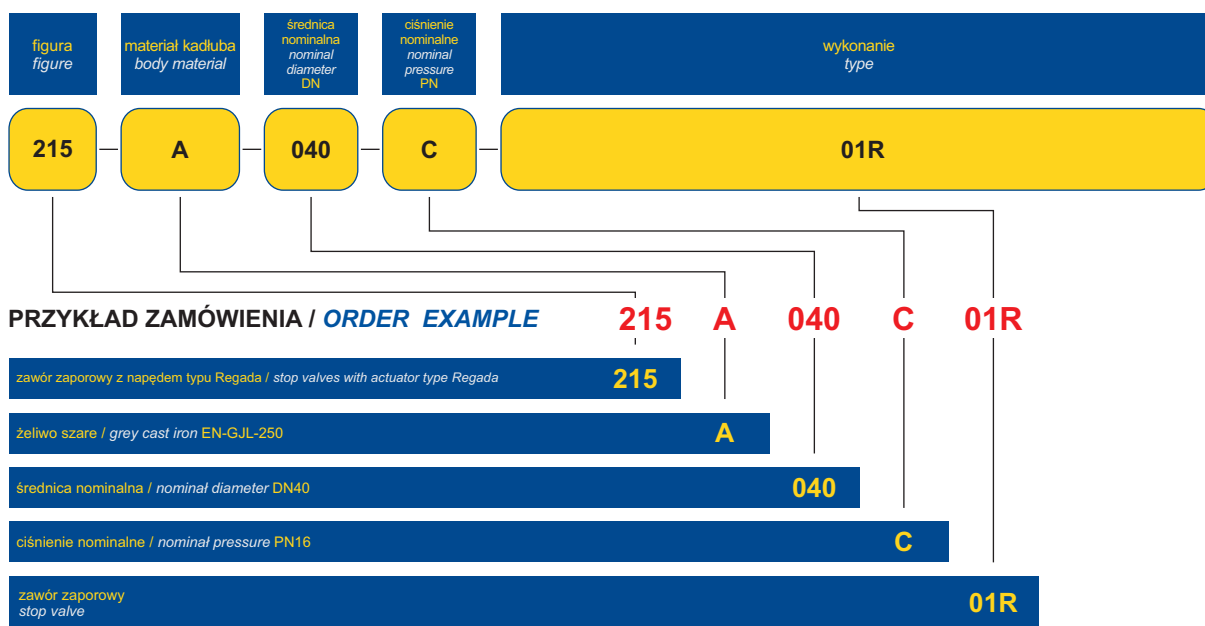 figura
figure
materiał kadłuba
body material
średnica
nominalna
nominal
diameter
DN
ciśnienie
nominalne
nominal
pressure
PN
wykonanie
type
215
A
040
C
01R
PRZYKŁAD ZAMÓWIENIA / ORDER EXAMPLE 215 A 040 C 01R
zawór zaporowy z napędem typu Regada / stop valves with actuator type Regada 215
żeliwo szare / grey cast iron EN-GJL-250 A
średnica nominalna / nominał diameter DN40 040
ciśnienie nominalne / nominał pressure PN16 C
zawór zaporowy
stop valve
01R